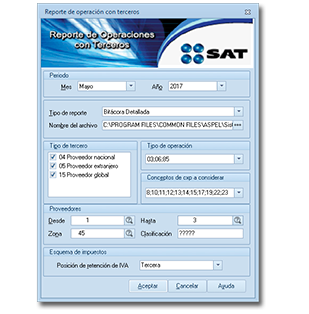 Reporte de operación con terceros
Reporte de Operaciones
con Terceros
SAT
Periodo
Mes Mayo Año 2017
Tipo de reporte Bitácora Detallada
Nombre del archivo C:\PROGRAM FILES\COMMON FILES\ASPEL\Sist
Tipo de tercero
04 Proveedor nacional
05 Proveedor extranjero
15 Proveedor global
Tipo de operación
03;06;85
Conceptos de cxp a considerar
8;10;11;12;13;14;15;17;19;22;23
Proveedores
Desde 1 Hasta 3
Zona 45 Clasificación ?????
Esquema de impuestos
Posición de retención de IVA Tercera
Aceptar Cancelar Ayuda